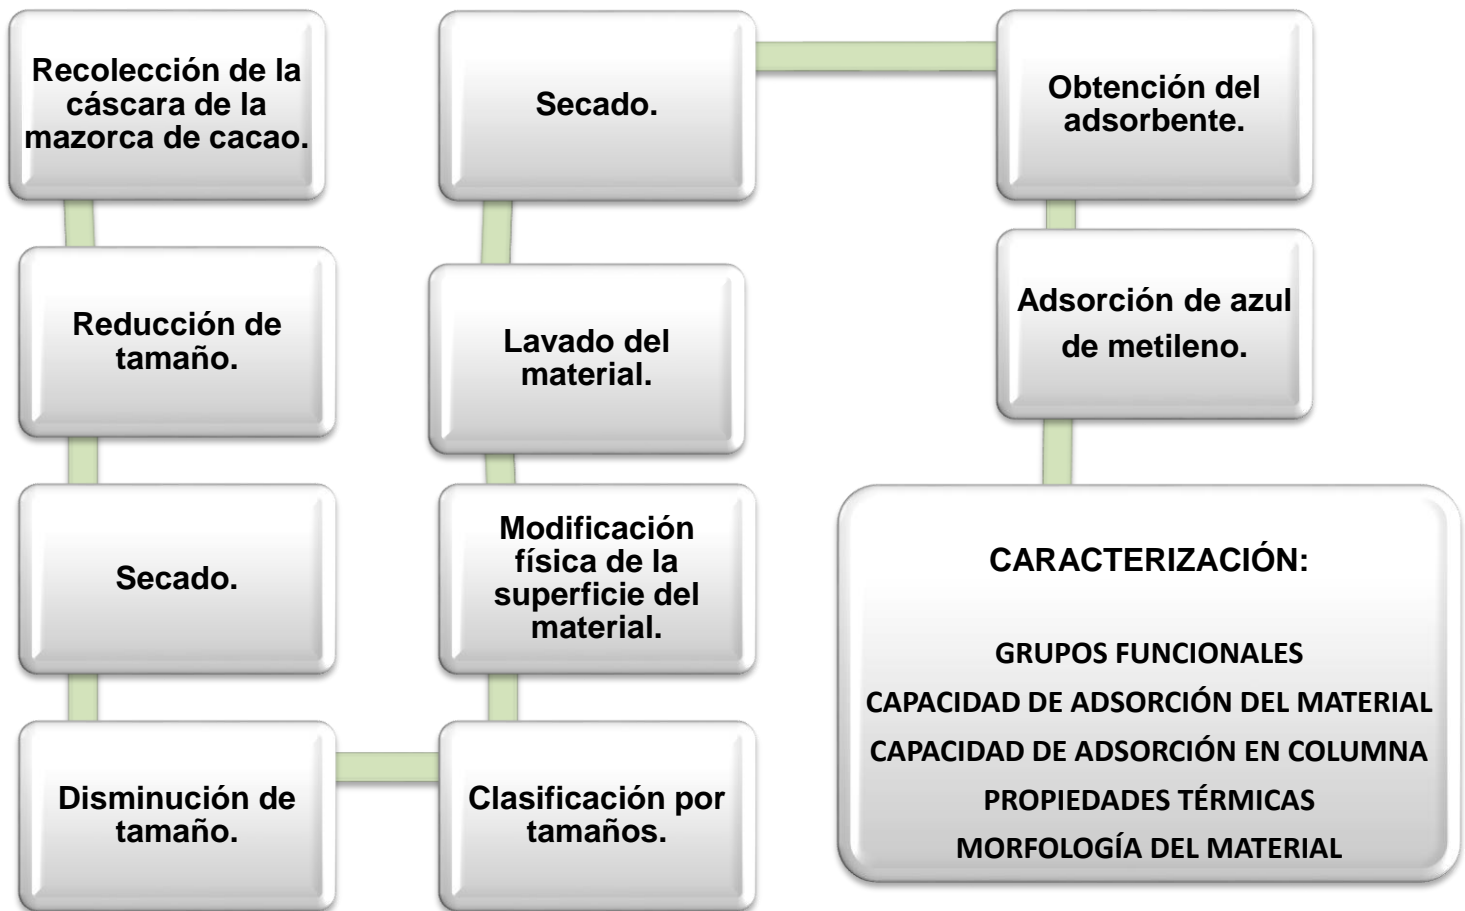 Recolección de la
cáscara de la
mazorca de cacao.
Reducción de
tamaño.
Secado.
Disminución de
tamaño.
Clasificación por
tamaños.
Modificación
física de la
superficie del
material.
Lavado del
material.
Secado.
Obtención del
adsorbente.
Adsorción de azul
de metileno.
CARACTERIZACIÓN:
GRUPOS FUNCIONALES
CAPACIDAD DE ADSORCIÓN DEL MATERIAL
CAPACIDAD DE ADSORCIÓN EN COLUMNA
PROPIEDADES TÉRMICAS
MORFOLOGÍA DEL MATERIAL